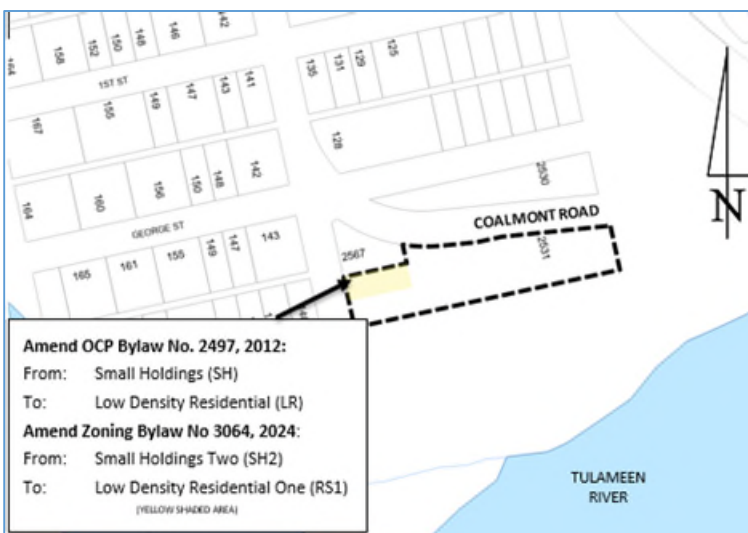 142
146
148
150
152
158
164
1ST ST
125
129
131
135
141
143
147
149
155
167
128
142
148
150
156
160
164
2530
GEORGE ST
COALMONT ROAD
N
143
147
149
155
161
165
2567
2531
Amend OCP Bylaw No. 2497, 2012:
From: Small Holdings (SH)
To: Low Density Residential (LR)
Amend Zoning Bylaw No 3064, 2024:
From: Small Holdings Two (SH2)
To: Low Density Residential One (RS1)
(YELLOW SHADED AREA)
TULAMEEN
RIVER